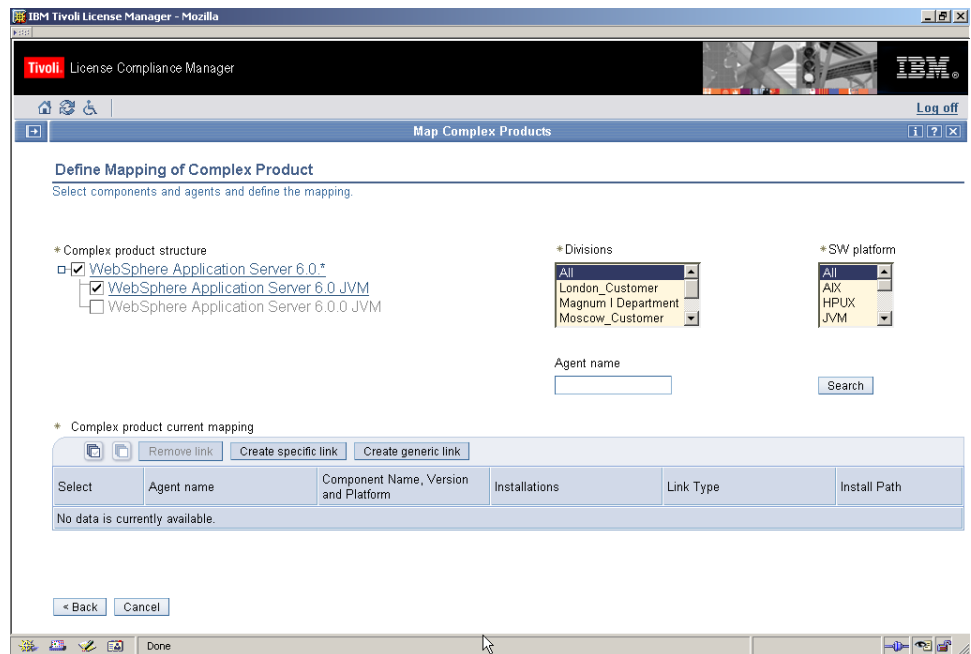 IBM Tivoli License Manager - Mozilla
Tivoli. License Compliance Manager
IBM®
Log off
Map Complex Products
i ? X
Define Mapping of Complex Product
Select components and agents and define the mapping.
* Complex product structure
WebSphere Application Server 6.0.*
WebSphere Application Server 6.0 JVM
WebSphere Application Server 6.0.0 JVM
* Divisions
All
London_Customer
Magnum I Department
Moscow_Customer
* SW platform
All
AIX
HPUX
JVM
Agent name
Search
* Complex product current mapping
Remove link Create specific link Create generic link
Select Agent name Component Name, Version and Platform Installations Link Type Install Path
No data is currently available.
< Back Cancel
Done